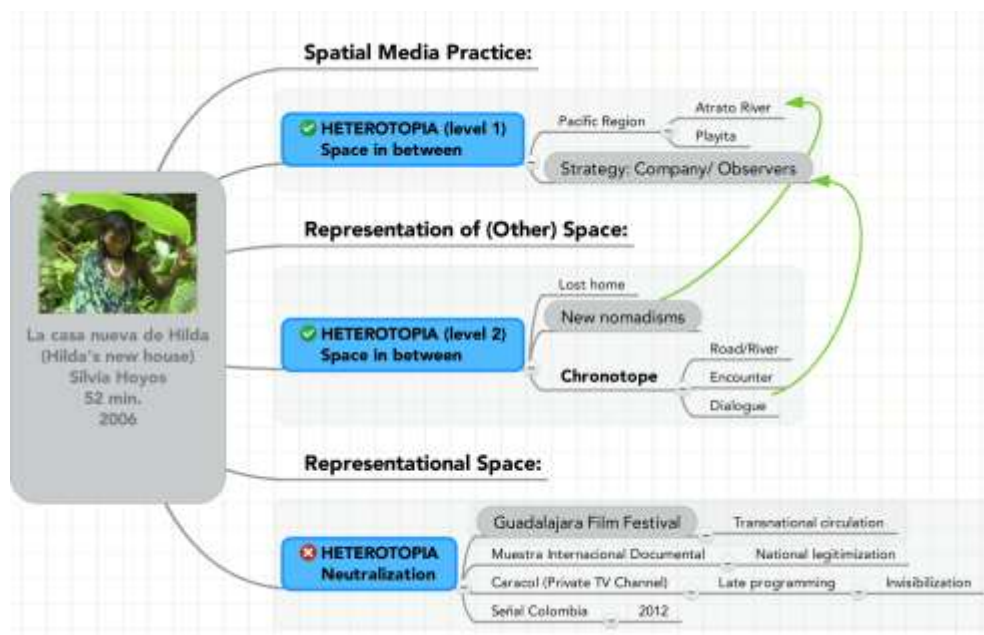 Spatial Media Practice:
HETEROTOPIA (level 1)
Space in between
Pacific Region
Atrato River
Playita
Strategy: Company/ Observers
La casa nueva de Hilda
(Hilda's new house)
Silvia Hoyos
52 min.
2006
Representation of (Other) Space:
HETEROTOPIA (level 2)
Space in between
Lost home
New nomadisms
Chronotope
Road/River
Encounter
Dialogue
Representational Space:
HETEROTOPIA
Neutralization
Guadalajara Film Festival
Transnational circulation
Muestra Internacional Documental
National legitimization
Caracol (Private TV Channel)
Late programming
Invisibilization
Señal Colombia
2012